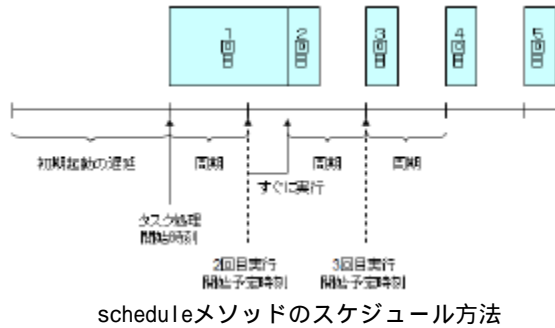 1回目
2回目
3回目
4回目
5回目
初期起動の遅延
周期
周期
周期
すぐに実行
タスク処理
開始時刻
2回目実行
開始予定時刻
3回目実行
開始予定時刻
scheduleメソッドのスケジュール方法